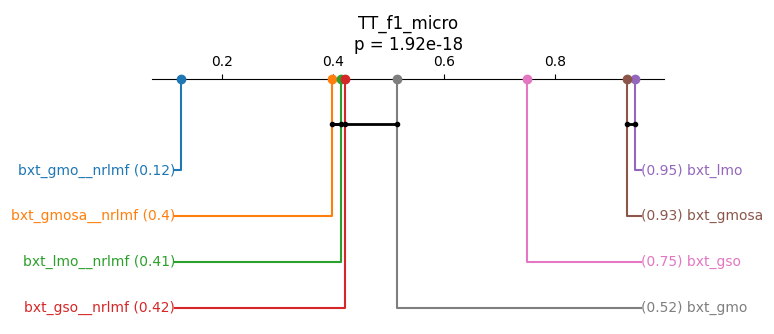 TT_f1_micro
p = 1.92e-18
0.2 0.4 0.6 0.8
bxt_gmo__nrlmf (0.12) (0.95) bxt_lmo
bxt_gmosa__nrlmf (0.4) (0.93) bxt_gmosa
bxt_lmo__nrlmf (0.41) (0.75) bxt_gso
bxt_gso__nrlmf (0.42) (0.52) bxt_gmo